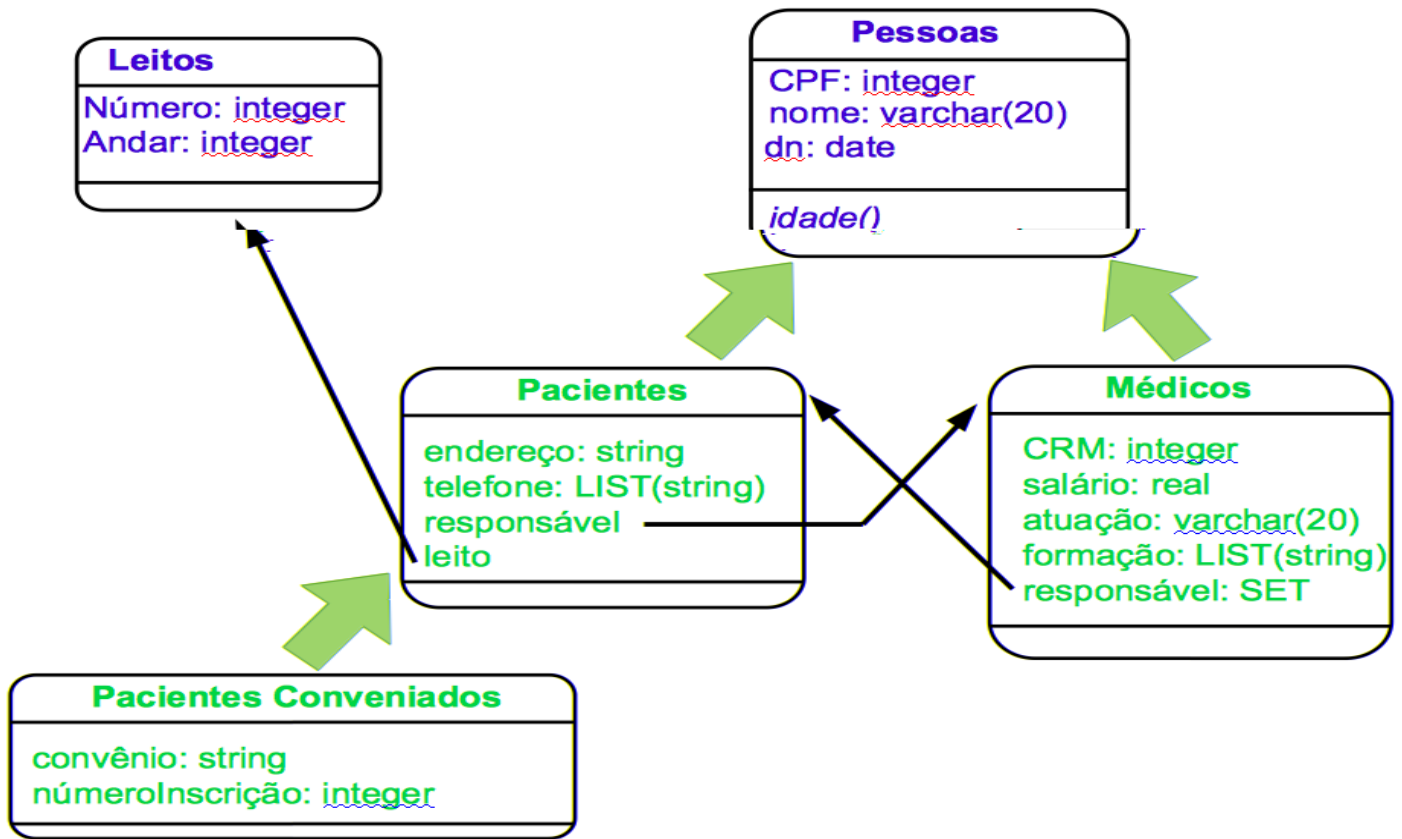 Leitos
Número: integer
Andar: integer
Pessoas
CPF: integer
nome: varchar(20)
dn: date
idade()
Pacientes
endereço: string
telefone: LIST(string)
responsável
leito
Médicos
CRM: integer
salário: real
atuação: varchar(20)
formação: LIST(string)
responsável: SET
Pacientes Conveniados
convênio: string
númeroInscrição: integer